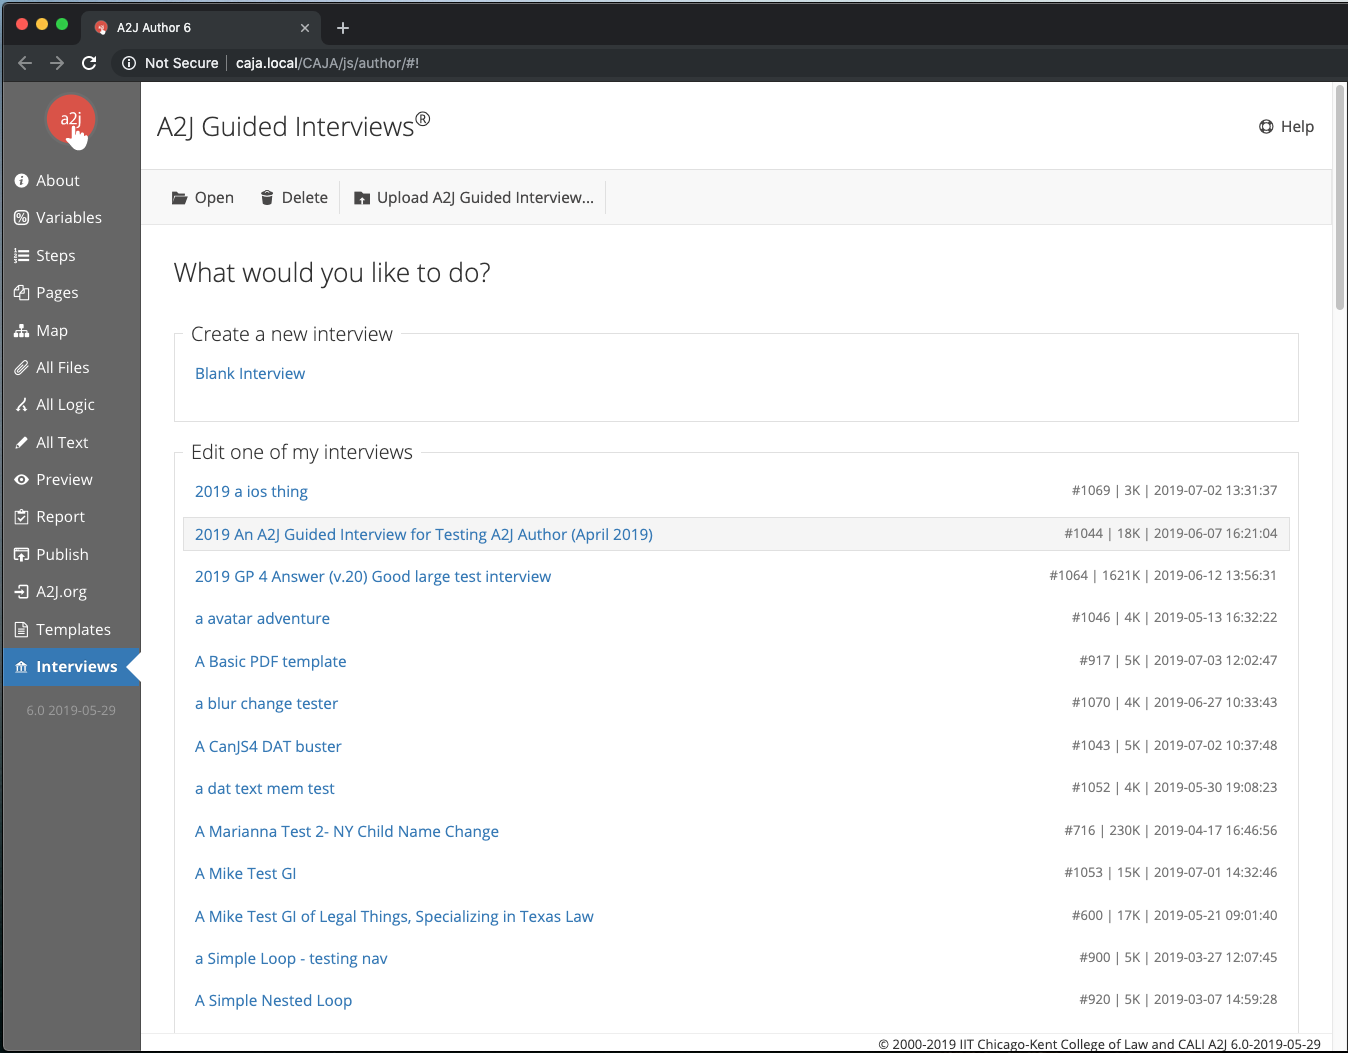 A2J Author 6
Not Secure | caja.local/CAJA/js/author/#!
a2j
About
Variables
Steps
Pages
Map
All Files
All Logic
All Text
Preview
Report
Publish
A2J.org
Templates
Interviews
6.0 2019-05-29
A2J Guided Interviews®
Help
Open
Delete
Upload A2J Guided Interview...
What would you like to do?
Create a new interview
Blank Interview
Edit one of my interviews
2019 a ios thing #1069 | 3K | 2019-07-02 13:31:37
2019 An A2J Guided Interview for Testing A2J Author (April 2019) #1044 | 18K | 2019-06-07 16:21:04
2019 GP 4 Answer (v.20) Good large test interview #1064 | 1621K | 2019-06-12 13:56:31
a avatar adventure #1046 | 4K | 2019-05-13 16:32:22
A Basic PDF template #917 | 5K | 2019-07-03 12:02:47
a blur change tester #1070 | 4K | 2019-06-27 10:33:43
A CanJS4 DAT buster #1043 | 5K | 2019-07-02 10:37:48
a dat text mem test #1052 | 4K | 2019-05-30 19:08:23
A Marianna Test 2- NY Child Name Change #716 | 230K | 2019-04-17 16:46:56
A Mike Test GI #1053 | 15K | 2019-07-01 14:32:46
A Mike Test GI of Legal Things, Specializing in Texas Law #600 | 17K | 2019-05-21 09:01:40
a Simple Loop - testing nav #900 | 5K | 2019-03-27 12:07:45
A Simple Nested Loop #920 | 5K | 2019-03-07 14:59:28
© 2000-2019 IIT Chicago-Kent College of Law and CALI A2J 6.0-2019-05-29